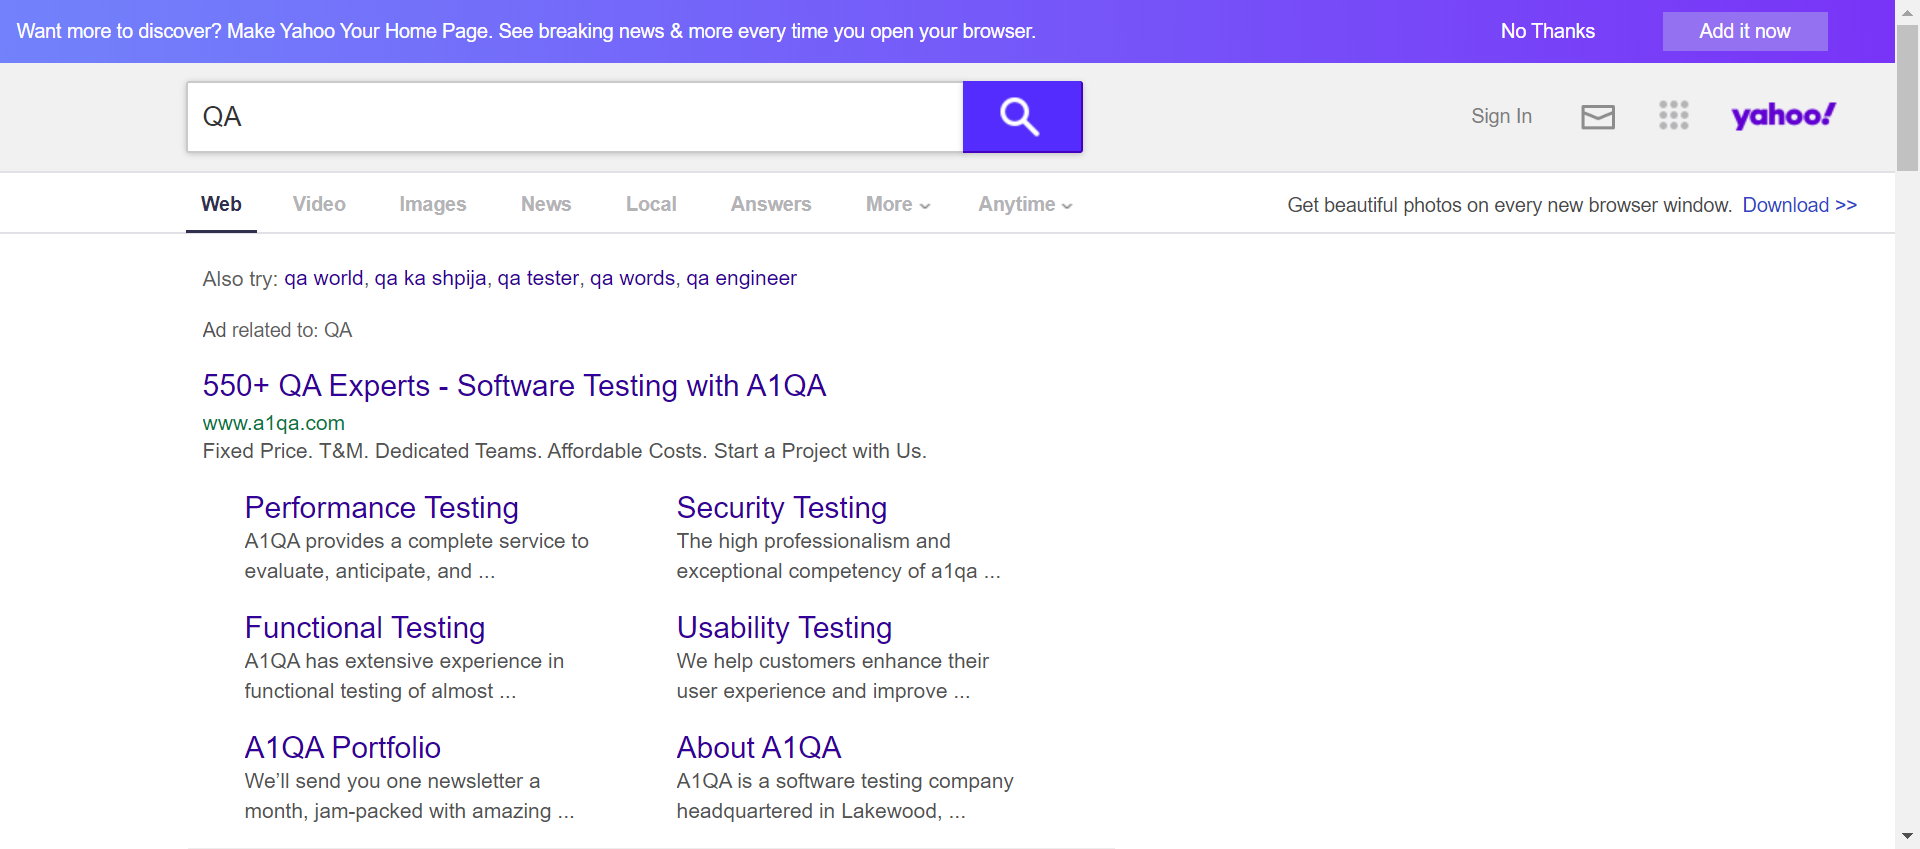 Want more to discover? Make Yahoo Your Home Page. See breaking news & more every time you open your browser.
No Thanks
Add it now
QA
Sign In
yahoo!
Web
Video
Images
News
Local
Answers
More
Anytime
Get beautiful photos on every new browser window. Download >>
Also try: qa world, qa ka shpija, qa tester, qa words, qa engineer
Ad related to: QA
550+ QA Experts - Software Testing with A1QA
www.a1qa.com
Fixed Price. T&M. Dedicated Teams. Affordable Costs. Start a Project with Us.
Performance Testing
A1QA provides a complete service to
evaluate, anticipate, and ...
Security Testing
The high professionalism and
exceptional competency of a1qa ...
Functional Testing
A1QA has extensive experience in
functional testing of almost ...
Usability Testing
We help customers enhance their
user experience and improve ...
A1QA Portfolio
We’ll send you one newsletter a
month, jam-packed with amazing ...
About A1QA
A1QA is a software testing company
headquartered in Lakewood, ...